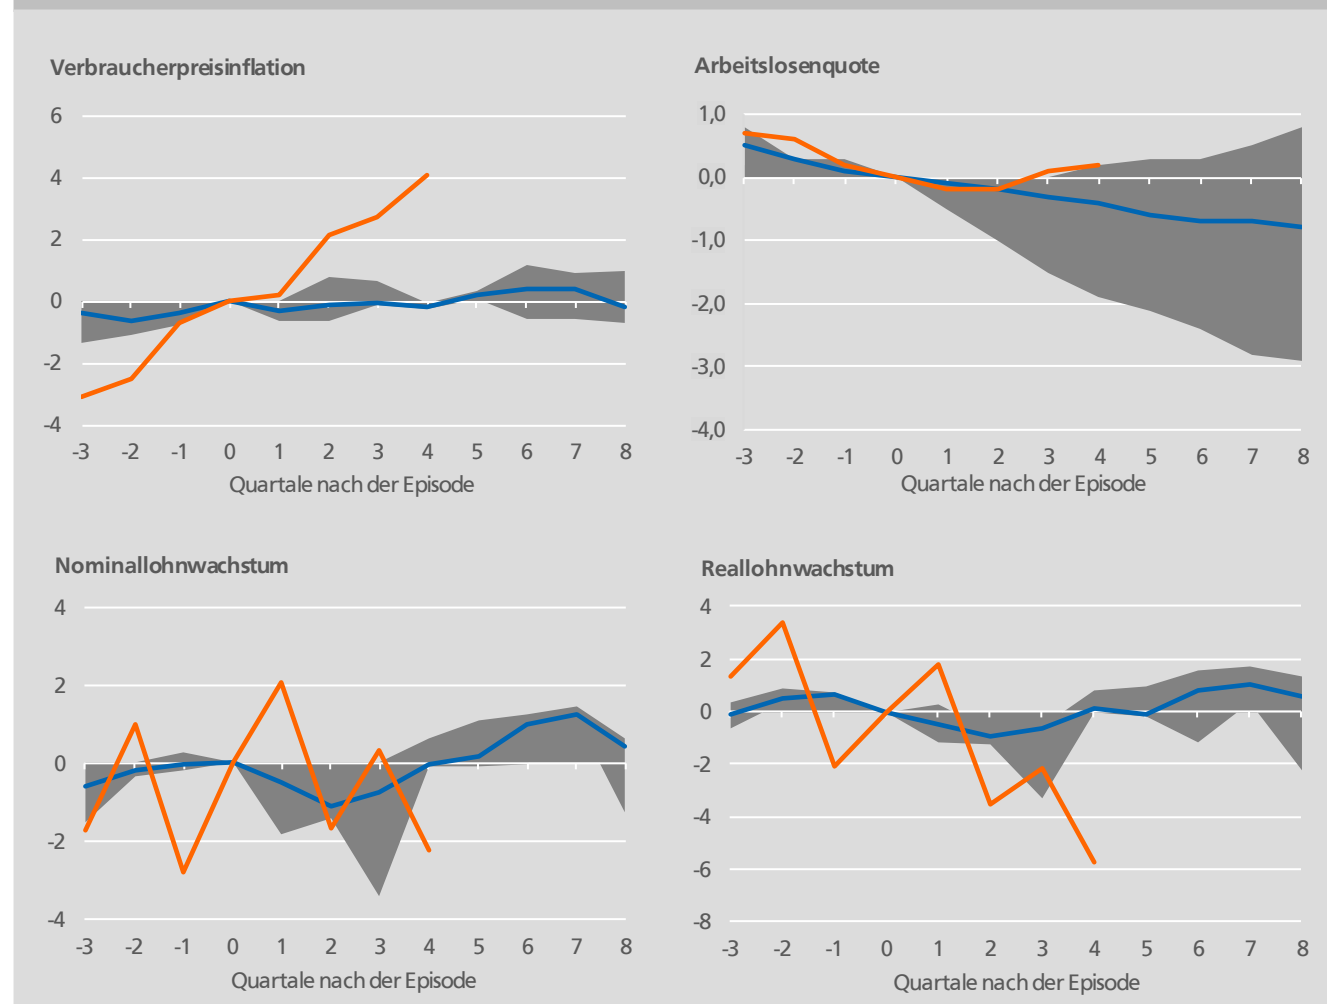 Verbraucherpreisinflation
6
4
2
0
-2
-4
-3 -2 -1 0 1 2 3 4 5 6 7 8
Quartale nach der Episode
Arbeitslosenquote
1,0
0,0
-1,0
-2,0
-3,0
-4,0
-3 -2 -1 0 1 2 3 4 5 6 7 8
Quartale nach der Episode
Nominallohnwachstum
4
2
0
-2
-4
-3 -2 -1 0 1 2 3 4 5 6 7 8
Quartale nach der Episode
Reallohnwachstum
4
2
0
-2
-4
-6
-8
-3 -2 -1 0 1 2 3 4 5 6 7 8
Quartale nach der Episode